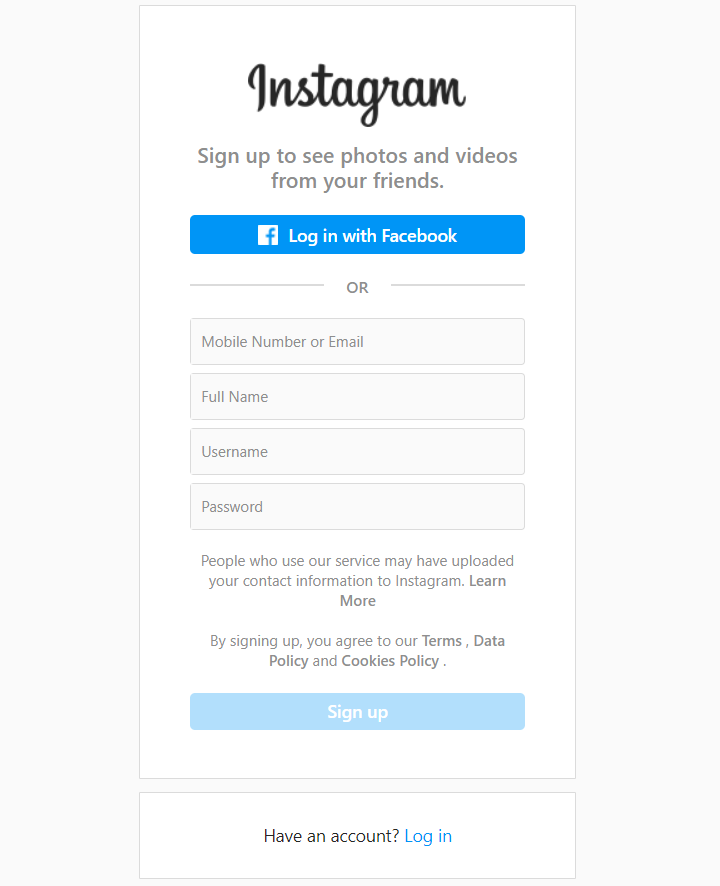 Instagram
Sign up to see photos and videos
from your friends.
Log in with Facebook
OR
Mobile Number or Email
Full Name
Username
Password
People who use our service may have uploaded
your contact information to Instagram. Learn
More
By signing up, you agree to our Terms , Data
Policy and Cookies Policy .
Sign up
Have an account? Log in